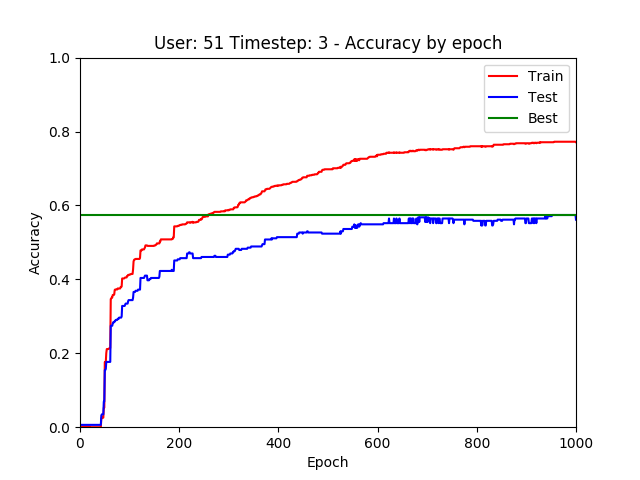 User: 51 Timestep: 3 - Accuracy by epoch
Train
Test
Best
1.0
0.8
0.6
0.4
0.2
0.0
Accuracy
0 200 400 600 800 1000
Epoch